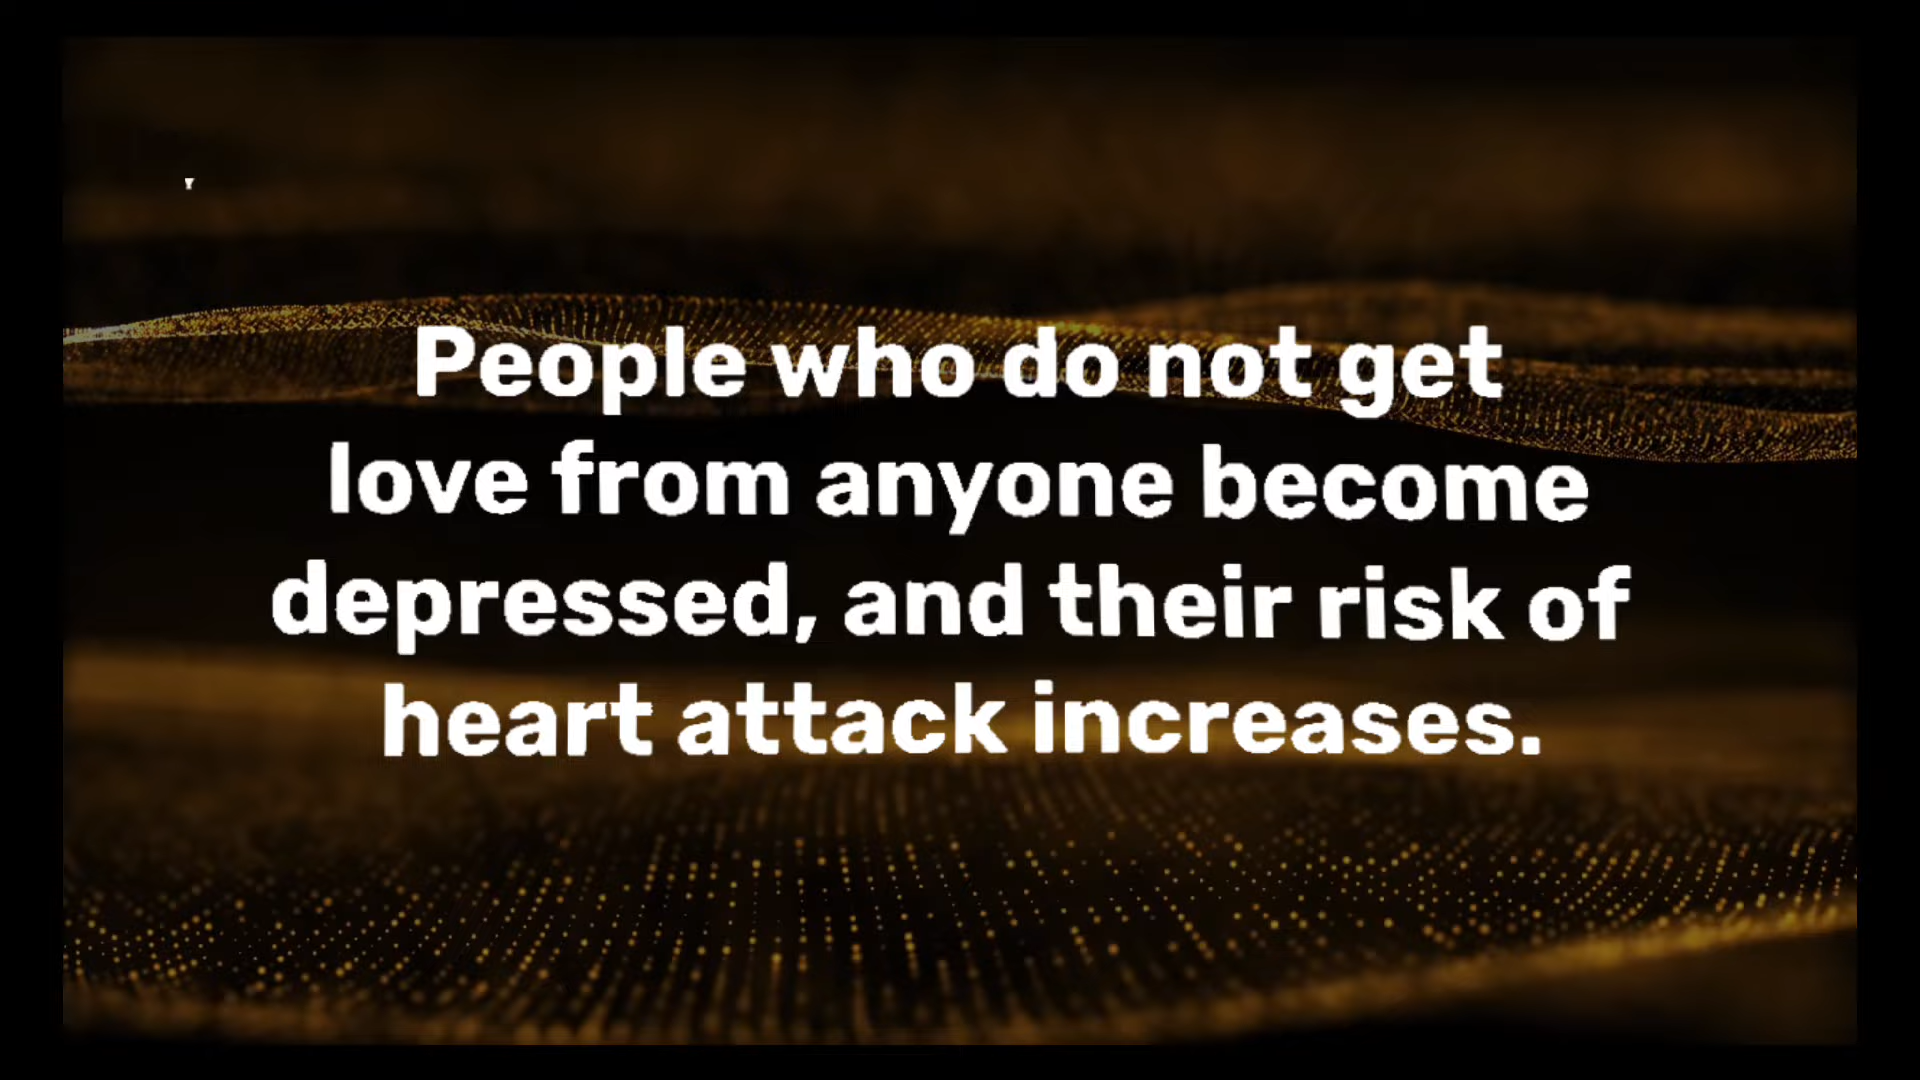 People who do not get
love from anyone become
depressed, and their risk of
heart attack increases.